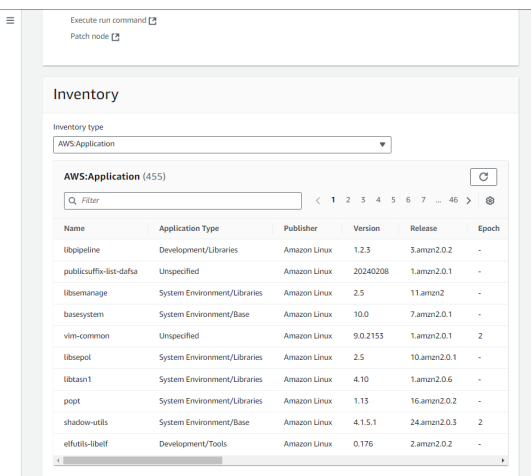 Execute run command
Patch node
Inventory
Inventory type
AWS:Application
AWS:Application (455)
Filter
1 2 3 4 5 6 7 ... 46
Name Application Type Publisher Version Release Epoch
libpipeline Development/Libraries Amazon Linux 1.2.3 3.amzn2.0.2 -
publicsuffix-list-dafsa Unspecified Amazon Linux 20240208 1.amzn2.0.1 -
libsemanage System Environment/Libraries Amazon Linux 2.5 11.amzn2 -
basesystem System Environment/Base Amazon Linux 10.0 7.amzn2.0.1 -
vim-common Unspecified Amazon Linux 9.0.2153 1.amzn2.0.1 2
libsepol System Environment/Libraries Amazon Linux 2.5 10.amzn2.0.1 -
libtasn1 System Environment/Libraries Amazon Linux 4.10 1.amzn2.0.6 -
popt System Environment/Libraries Amazon Linux 1.13 16.amzn2.0.2 -
shadow-utils System Environment/Base Amazon Linux 4.1.5.1 24.amzn2.0.3 2
elfutils-libelf Development/Tools Amazon Linux 0.176 2.amzn2.0.2 -